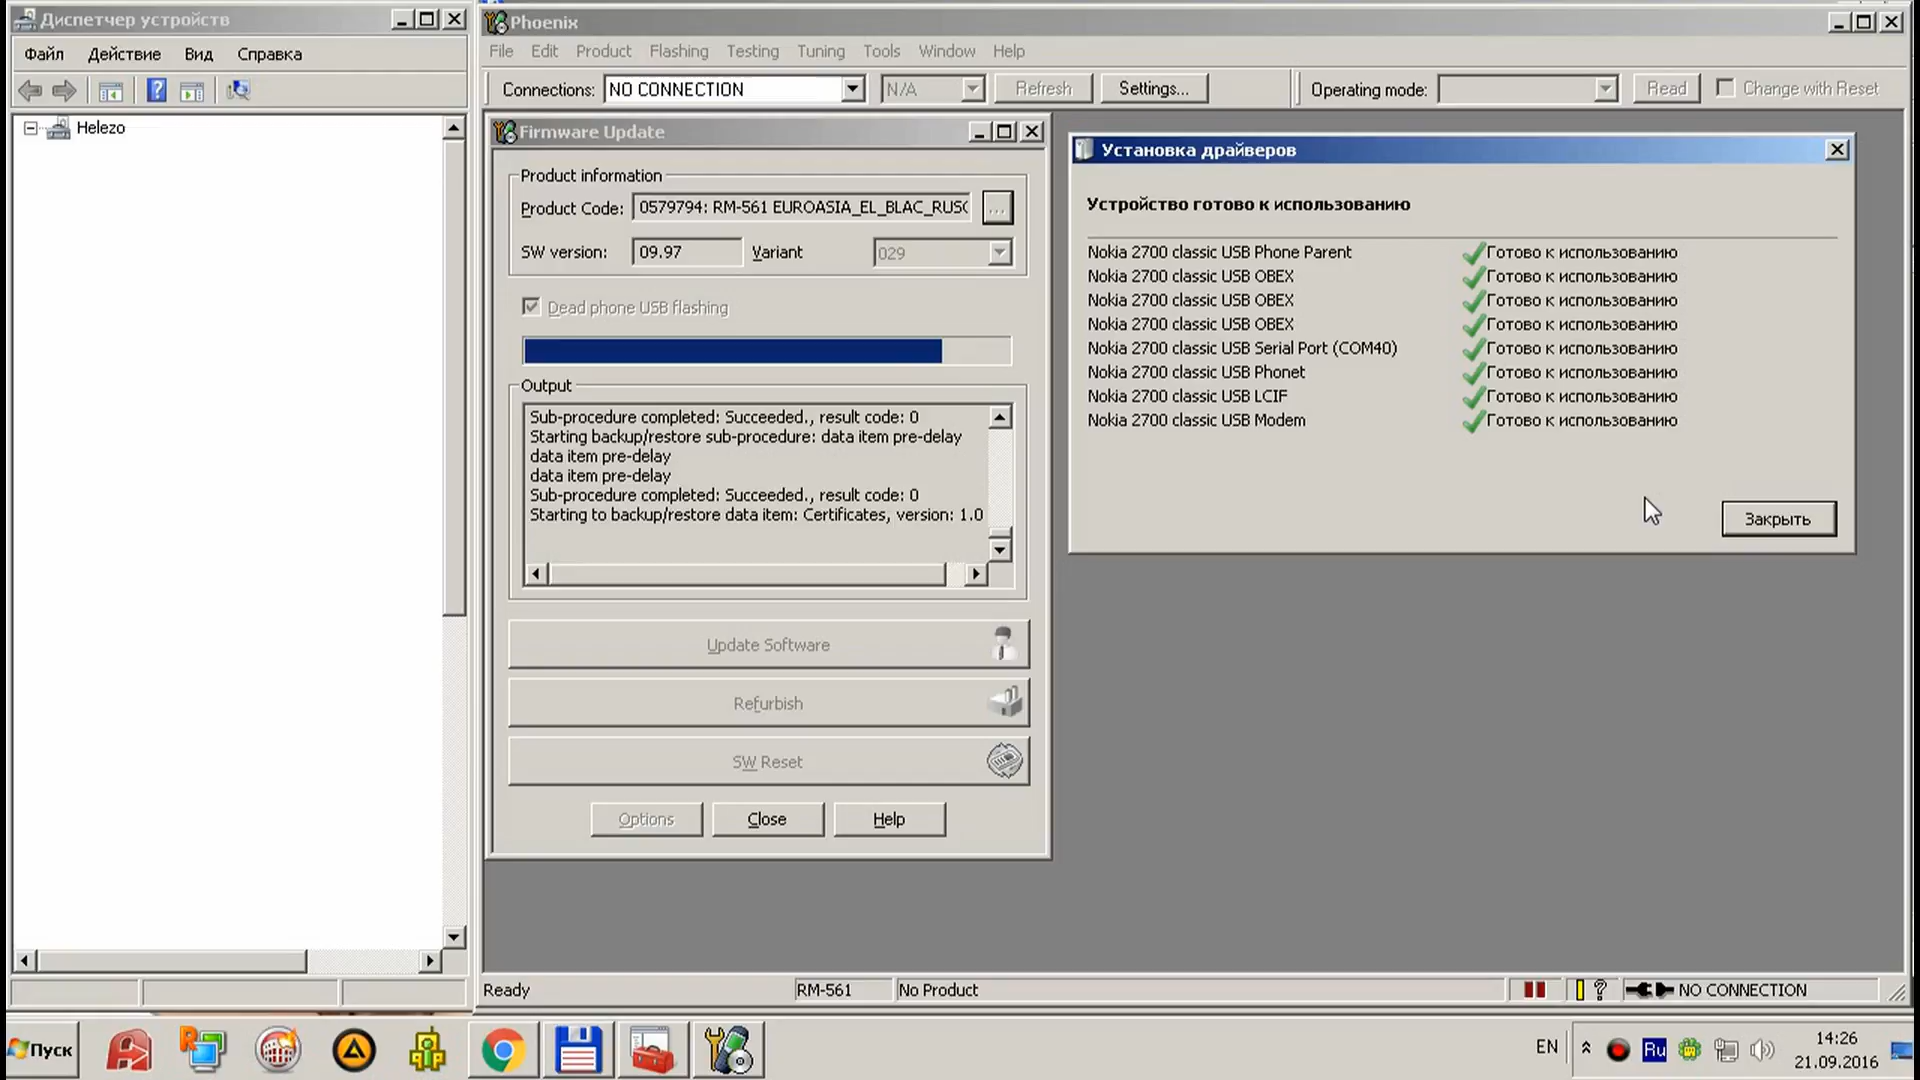 Диспетчер устройств
Файл Действие Вид Справка
Helezo
Phoenix
File Edit Product Flashing Testing Tuning Tools Window Help
Connections: NO CONNECTION N/A Refresh Settings... Operating mode: Read Change with Reset
Firmware Update
Product information
Product Code: 0579794: RM-561 EUROASIA_EL_BLAC_RUS ...
SW version: 09.97 Variant 029
Dead phone USB flashing
Output
Sub-procedure completed: Succeeded., result code: 0
Starting backup/restore sub-procedure: data item pre-delay
data item pre-delay
data item pre-delay
Sub-procedure completed: Succeeded., result code: 0
Starting to backup/restore data item: Certificates, version: 1.0
Update Software
Refurbish
SW Reset
Options Close Help
Установка драйверов
Устройство готово к использованию
Nokia 2700 classic USB Phone Parent Готово к использованию
Nokia 2700 classic USB OBEX Готово к использованию
Nokia 2700 classic USB OBEX Готово к использованию
Nokia 2700 classic USB OBEX Готово к использованию
Nokia 2700 classic USB Serial Port (COM40) Готово к использованию
Nokia 2700 classic USB Phonet Готово к использованию
Nokia 2700 classic USB LCIF Готово к использованию
Nokia 2700 classic USB Modem Готово к использованию
Закрыть
Ready RM-561 No Product NO CONNECTION
Пуск EN Ru 14:26
21.09.2016